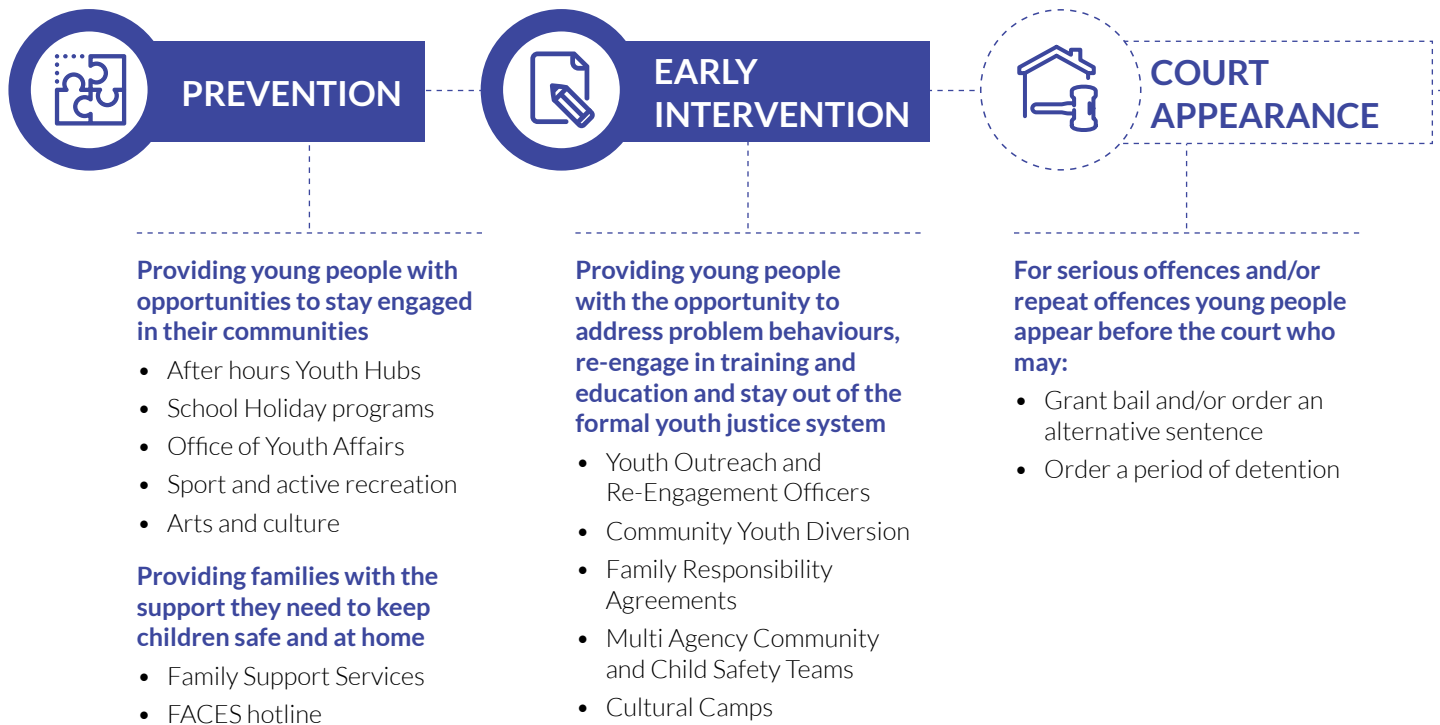 PREVENTION
Providing young people with
opportunities to stay engaged
in their communities
• After hours Youth Hubs
• School Holiday programs
• Office of Youth Affairs
• Sport and active recreation
• Arts and culture
Providing families with the
support they need to keep
children safe and at home
• Family Support Services
• FACES hotline
EARLY
INTERVENTION
Providing young people
with the opportunity to
address problem behaviours,
re-engage in training and
education and stay out of the
formal youth justice system
• Youth Outreach and
Re-Engagement Officers
• Community Youth Diversion
• Family Responsibility
Agreements
• Multi Agency Community
and Child Safety Teams
• Cultural Camps
COURT
APPEARANCE
For serious offences and/or
repeat offences young people
appear before the court who
may:
• Grant bail and/or order an
alternative sentence
• Order a period of detention